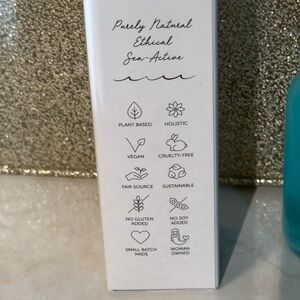 Purely Natural
Ethical
Sea-Active
PLANT BASED
HOLISTIC
VEGAN
CRUELTY-FREE
FAIR SOURCE
SUSTAINABLE
NO GLUTEN
ADDED
NO SOY
ADDED
SMALL BATCH
MADE
WOMAN
OWNED